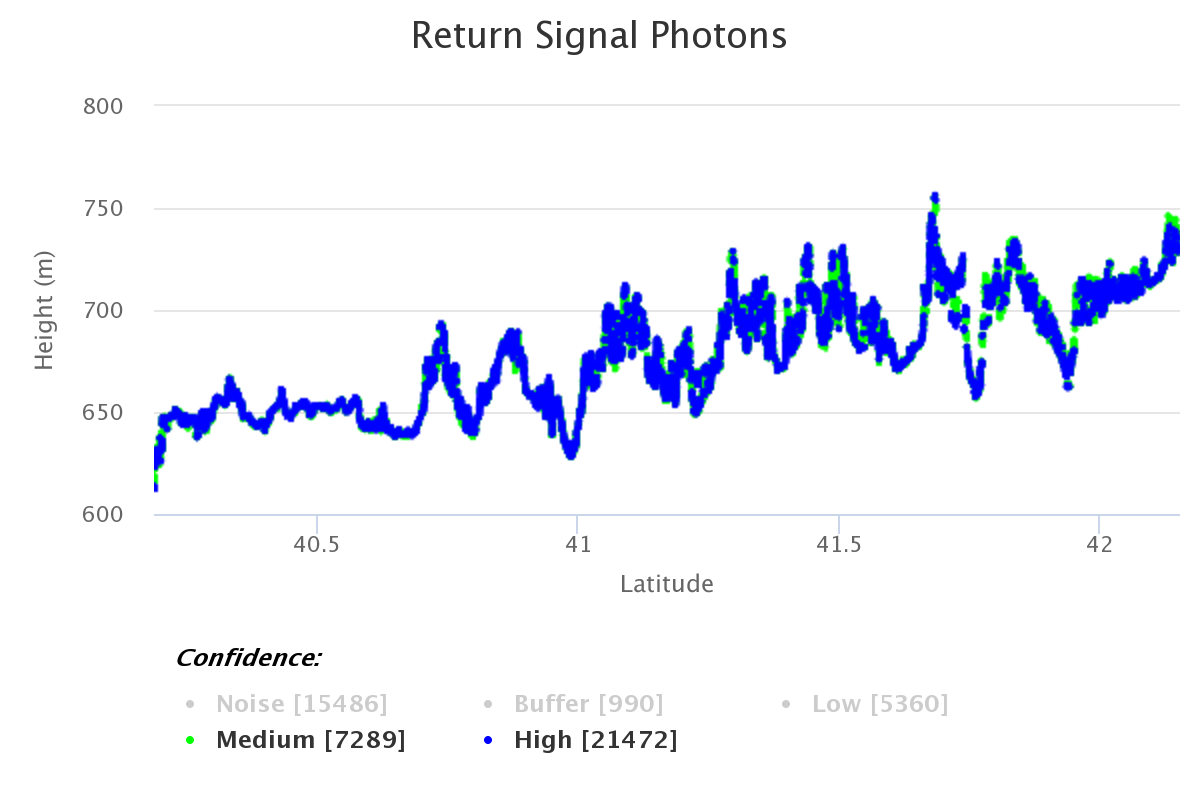 Return Signal Photons
800
750
700
650
600
Height (m)
40.5 41 41.5 42
Latitude
Confidence:
Noise [15486] Buffer [990] Low [5360]
Medium [7289] High [21472]